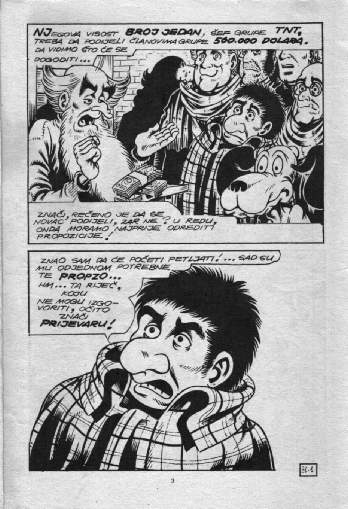 NJEGOVA VISOST BROJ JEDAN, ŠEF GRUPE TNT,
TREBA DA PODIJELI ČLANOVIMA GRUPE 500.000 DOLARA.
DA VIDIMO ŠTO ĆE SE
DOGODITI...
ZNAČI, REČENO JE DA SE
NOVAC PODIJELI, ZAR NE? U REDU,
ONDA MORAMO NAJPRIJE ODREDITI
PROPOZICIJE!
ZNAO SAM DA ĆE POČETI PETLJATI!... SAD SU
MU ODJEDNOM POTREBNE
TE PROPZO...
HM... TA RIJEČ,
KOJU
NE MOGU IZGO-
VORITI, OČITO
ZNAČI
PRIJEVARU!
3